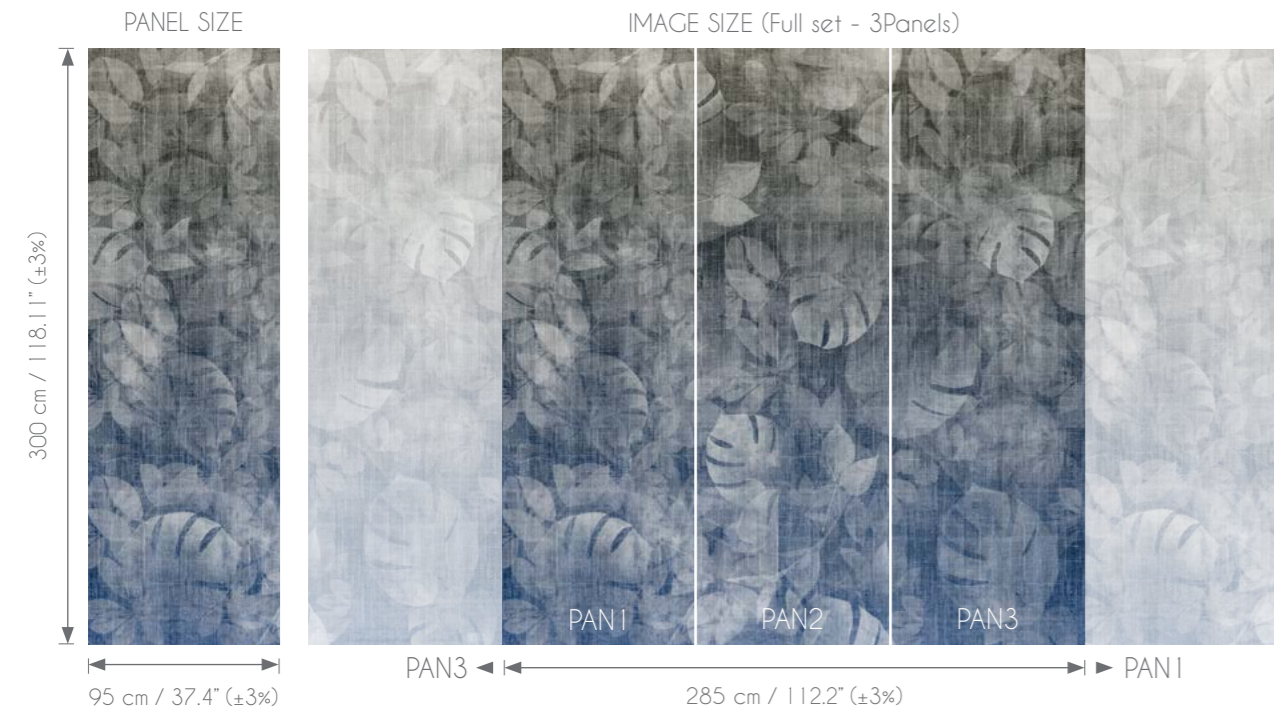 PANEL SIZE
IMAGE SIZE (Full set - 3Panels)
300 cm / 118.11” (±3%)
PAN1
PAN2
PAN3
PAN3
PAN1
95 cm / 37.4” (±3%)
285 cm / 112.2” (±3%)